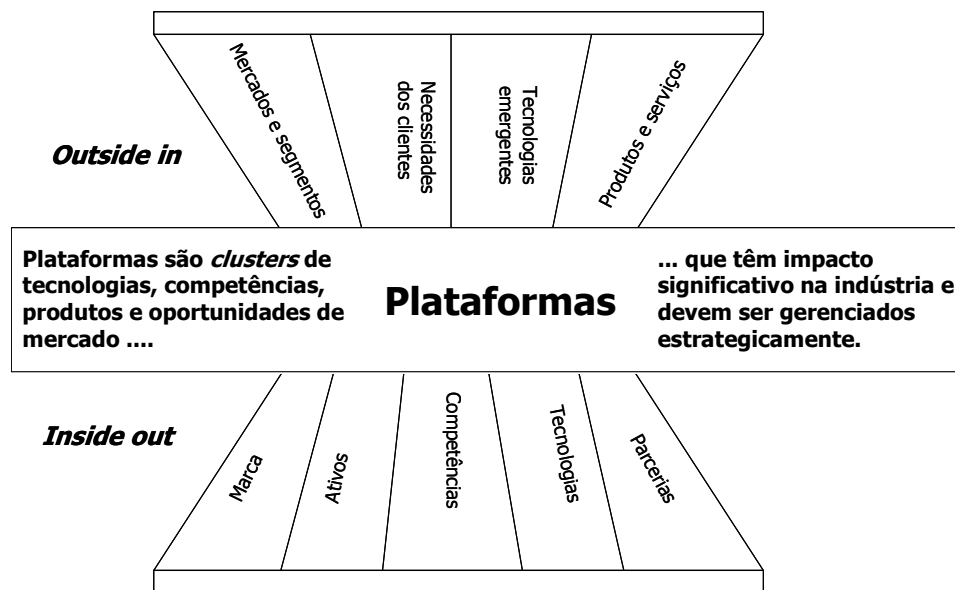 Mercados e segmentos
Necessidades
dos clientes
Tecnologias
emergentes
Produtos e serviços
Outside in
Plataformas são clusters de
tecnologias, competências,
produtos e oportunidades de
mercado ....
Plataformas
... que têm impacto
significativo na indústria e
devem ser gerenciados
estrategicamente.
Inside out
Marca
Ativos
Competências
Tecnologias
Parcerias